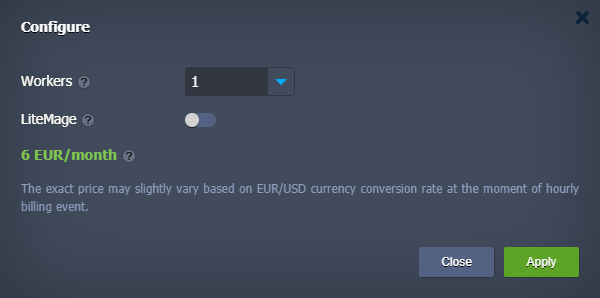 Configure
Workers ?
1
LiteMage ?
6 EUR/month ?
The exact price may slightly vary based on EUR/USD currency conversion rate at the moment of hourly
billing event.
Close Apply